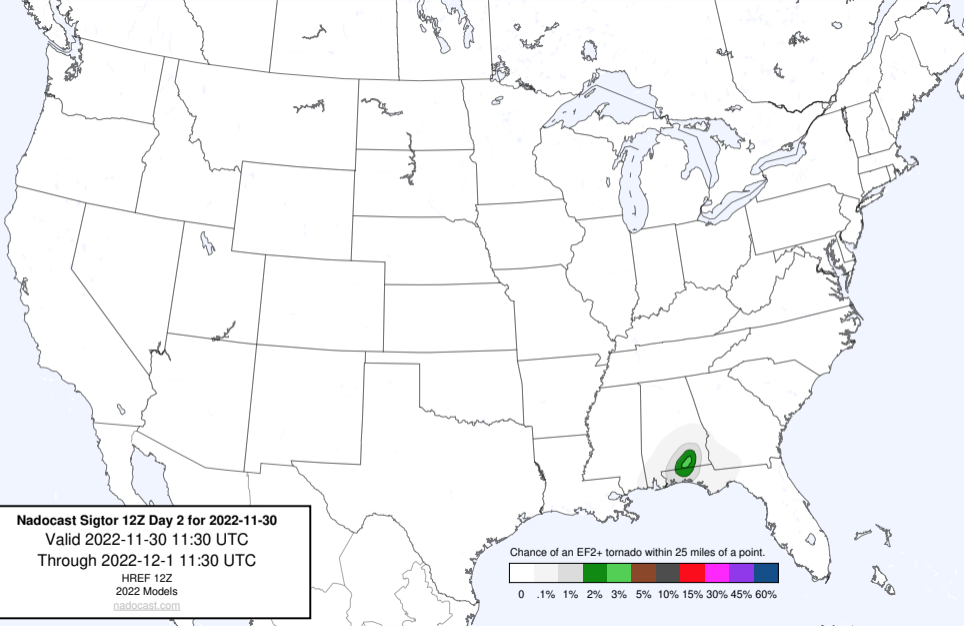 Nadocast Sigtor 12Z Day 2 for 2022-11-30
Valid 2022-11-30 11:30 UTC
Through 2022-12-1 11:30 UTC
HREF 12Z
2022 Models
nadocast.com
Chance of an EF2+ tornado within 25 miles of a point.
0 .1% 1% 2% 3% 5% 10% 15% 30% 45% 60%